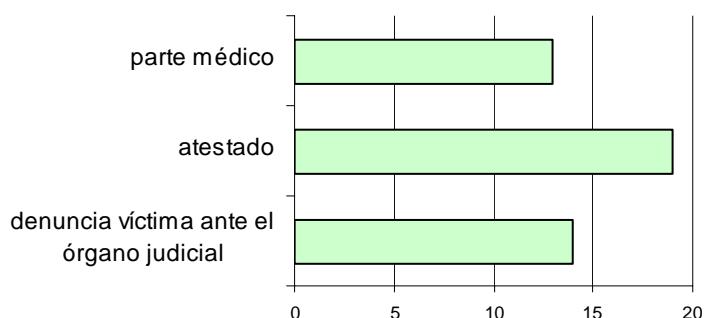 parte médico
atestado
denuncia víctima ante el
órgano judicial
0 5 10 15 20